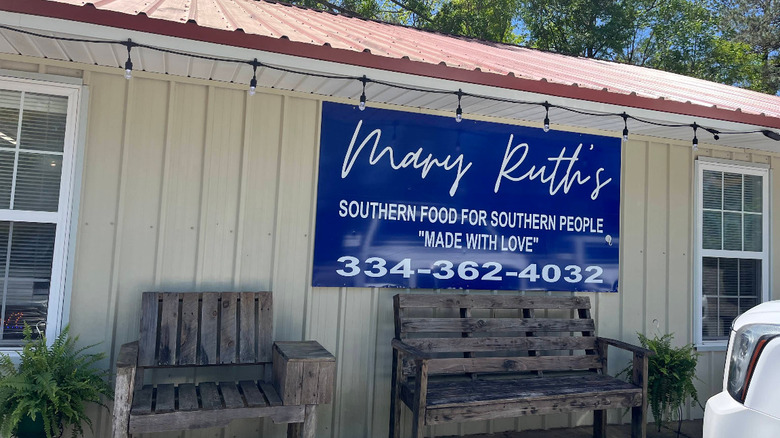 Mary Ruth's
SOUTHERN FOOD FOR SOUTHERN PEOPLE
"MADE WITH LOVE"
334-362-4032